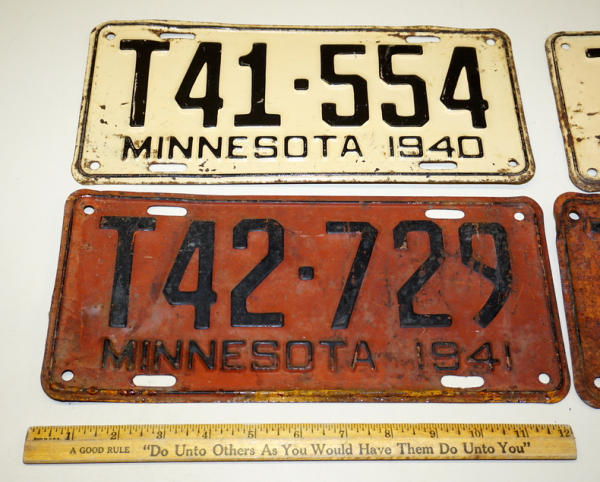 T41·554
MINNESOTA 1940
T42·729
MINNESOTA 1941
1 2 3 4 5 6 7 8 9 10 11 12
A GOOD RULE "Do Unto Others As You Would Have Them Do Unto You"